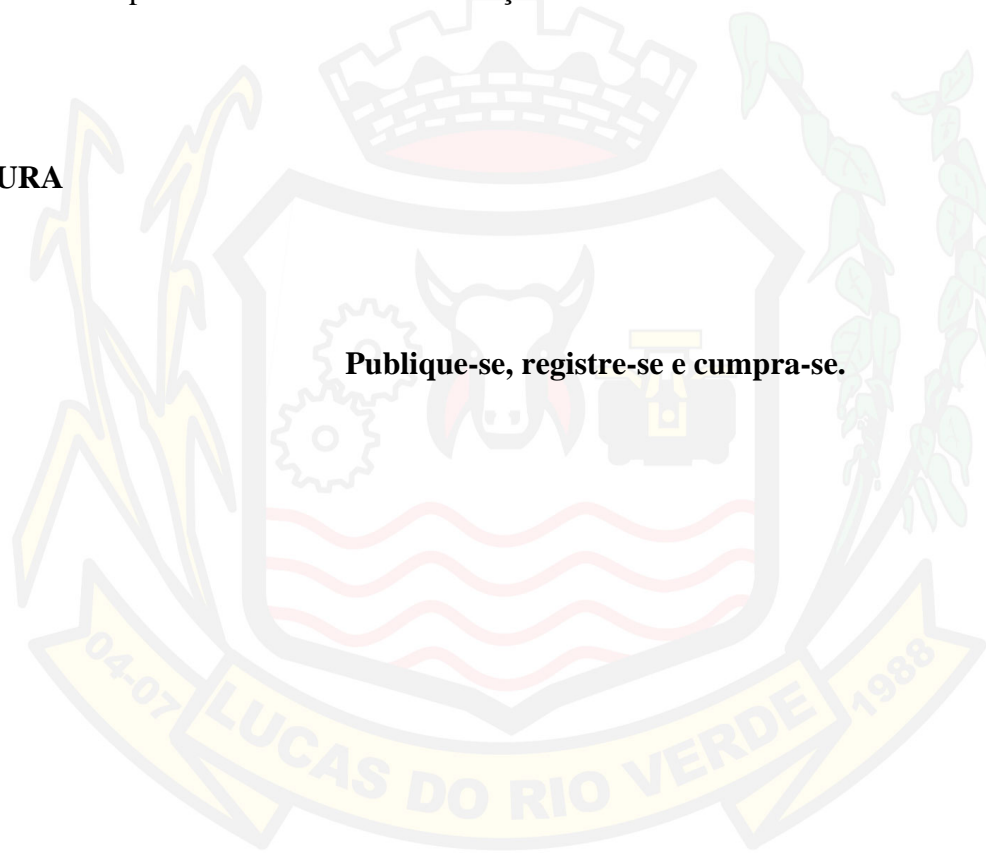 URA
Publique-se, registre-se e cumpra-se.
04-07 LUCAS DO RIO VERDE 1988